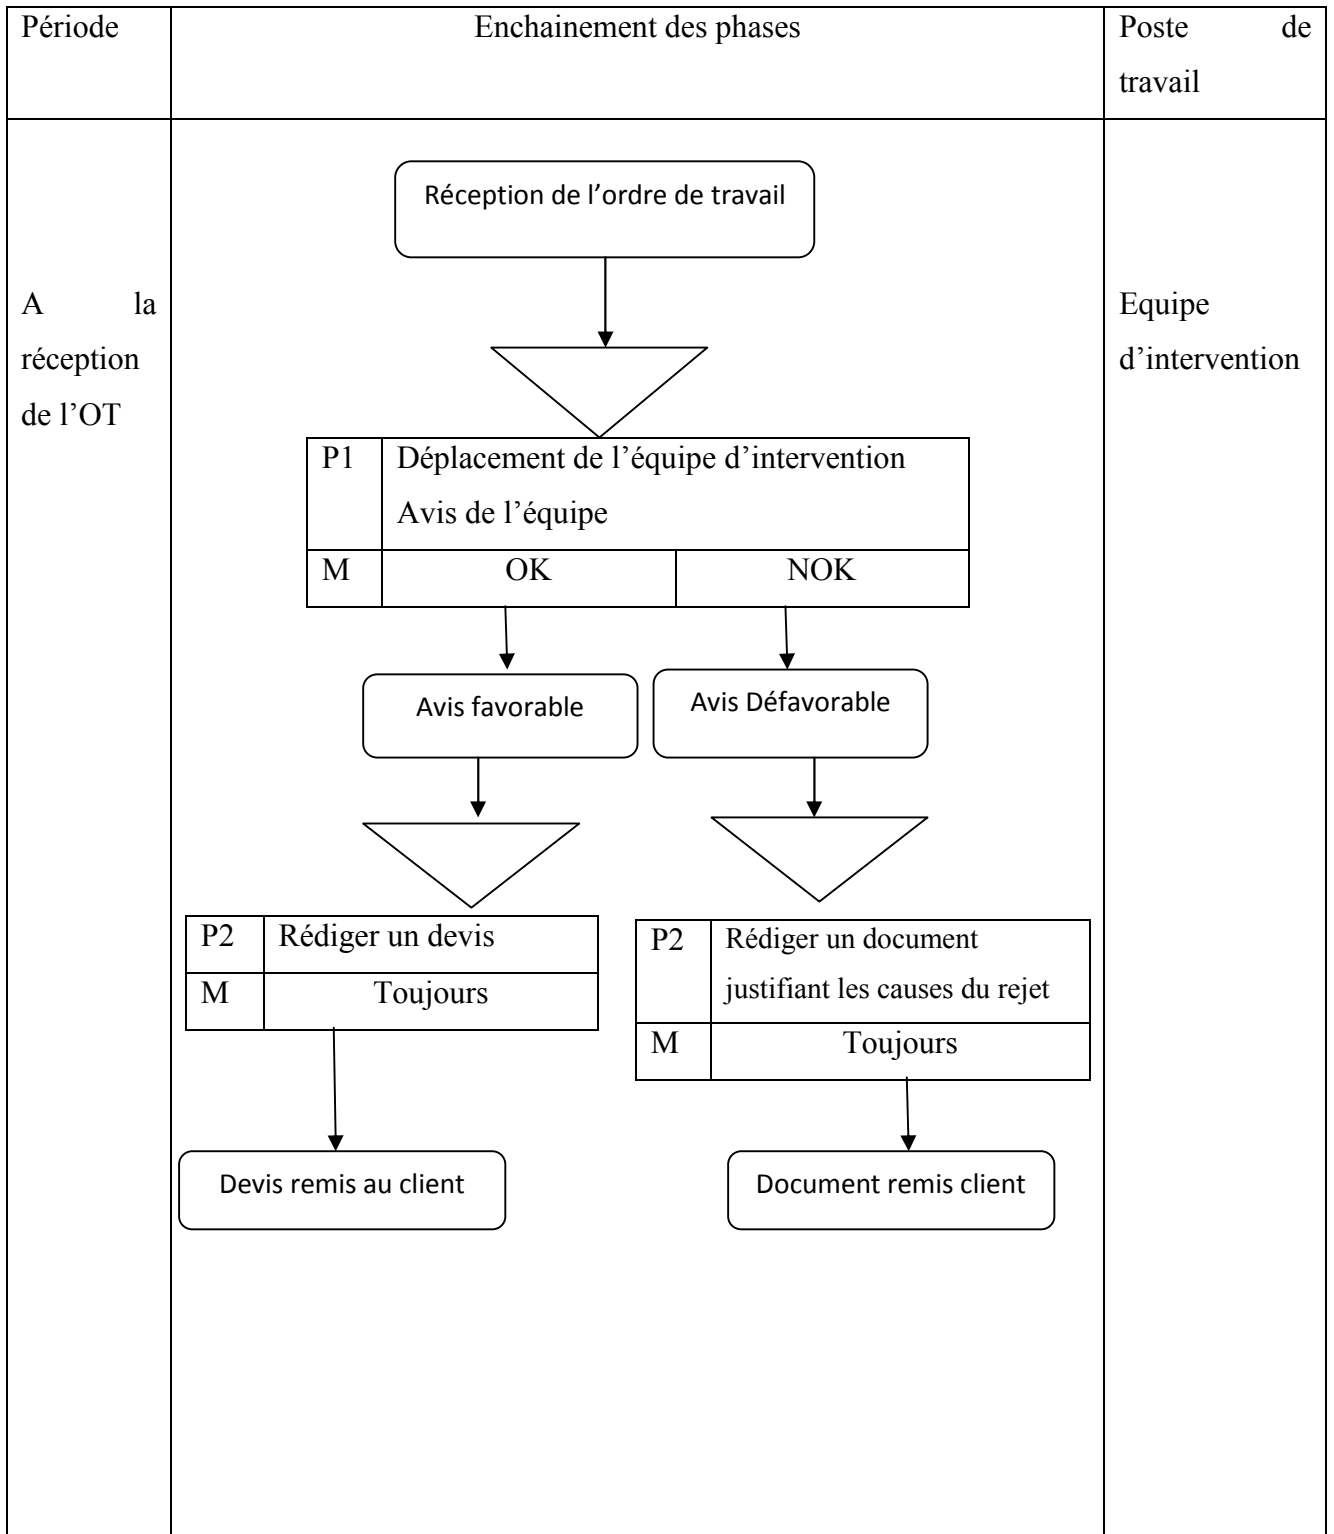 Période
Enchainement des phases
Poste de
travail
Réception de l’ordre de travail
A la
réception
de l’OT
Equipe
d’intervention
P1
Déplacement de l’équipe d’intervention
Avis de l’équipe
M
OK
NOK
Avis favorable
Avis Défavorable
P2
Rédiger un devis
M
Toujours
P2
Rédiger un document
justifiant les causes du rejet
M
Toujours
Devis remis au client
Document remis client